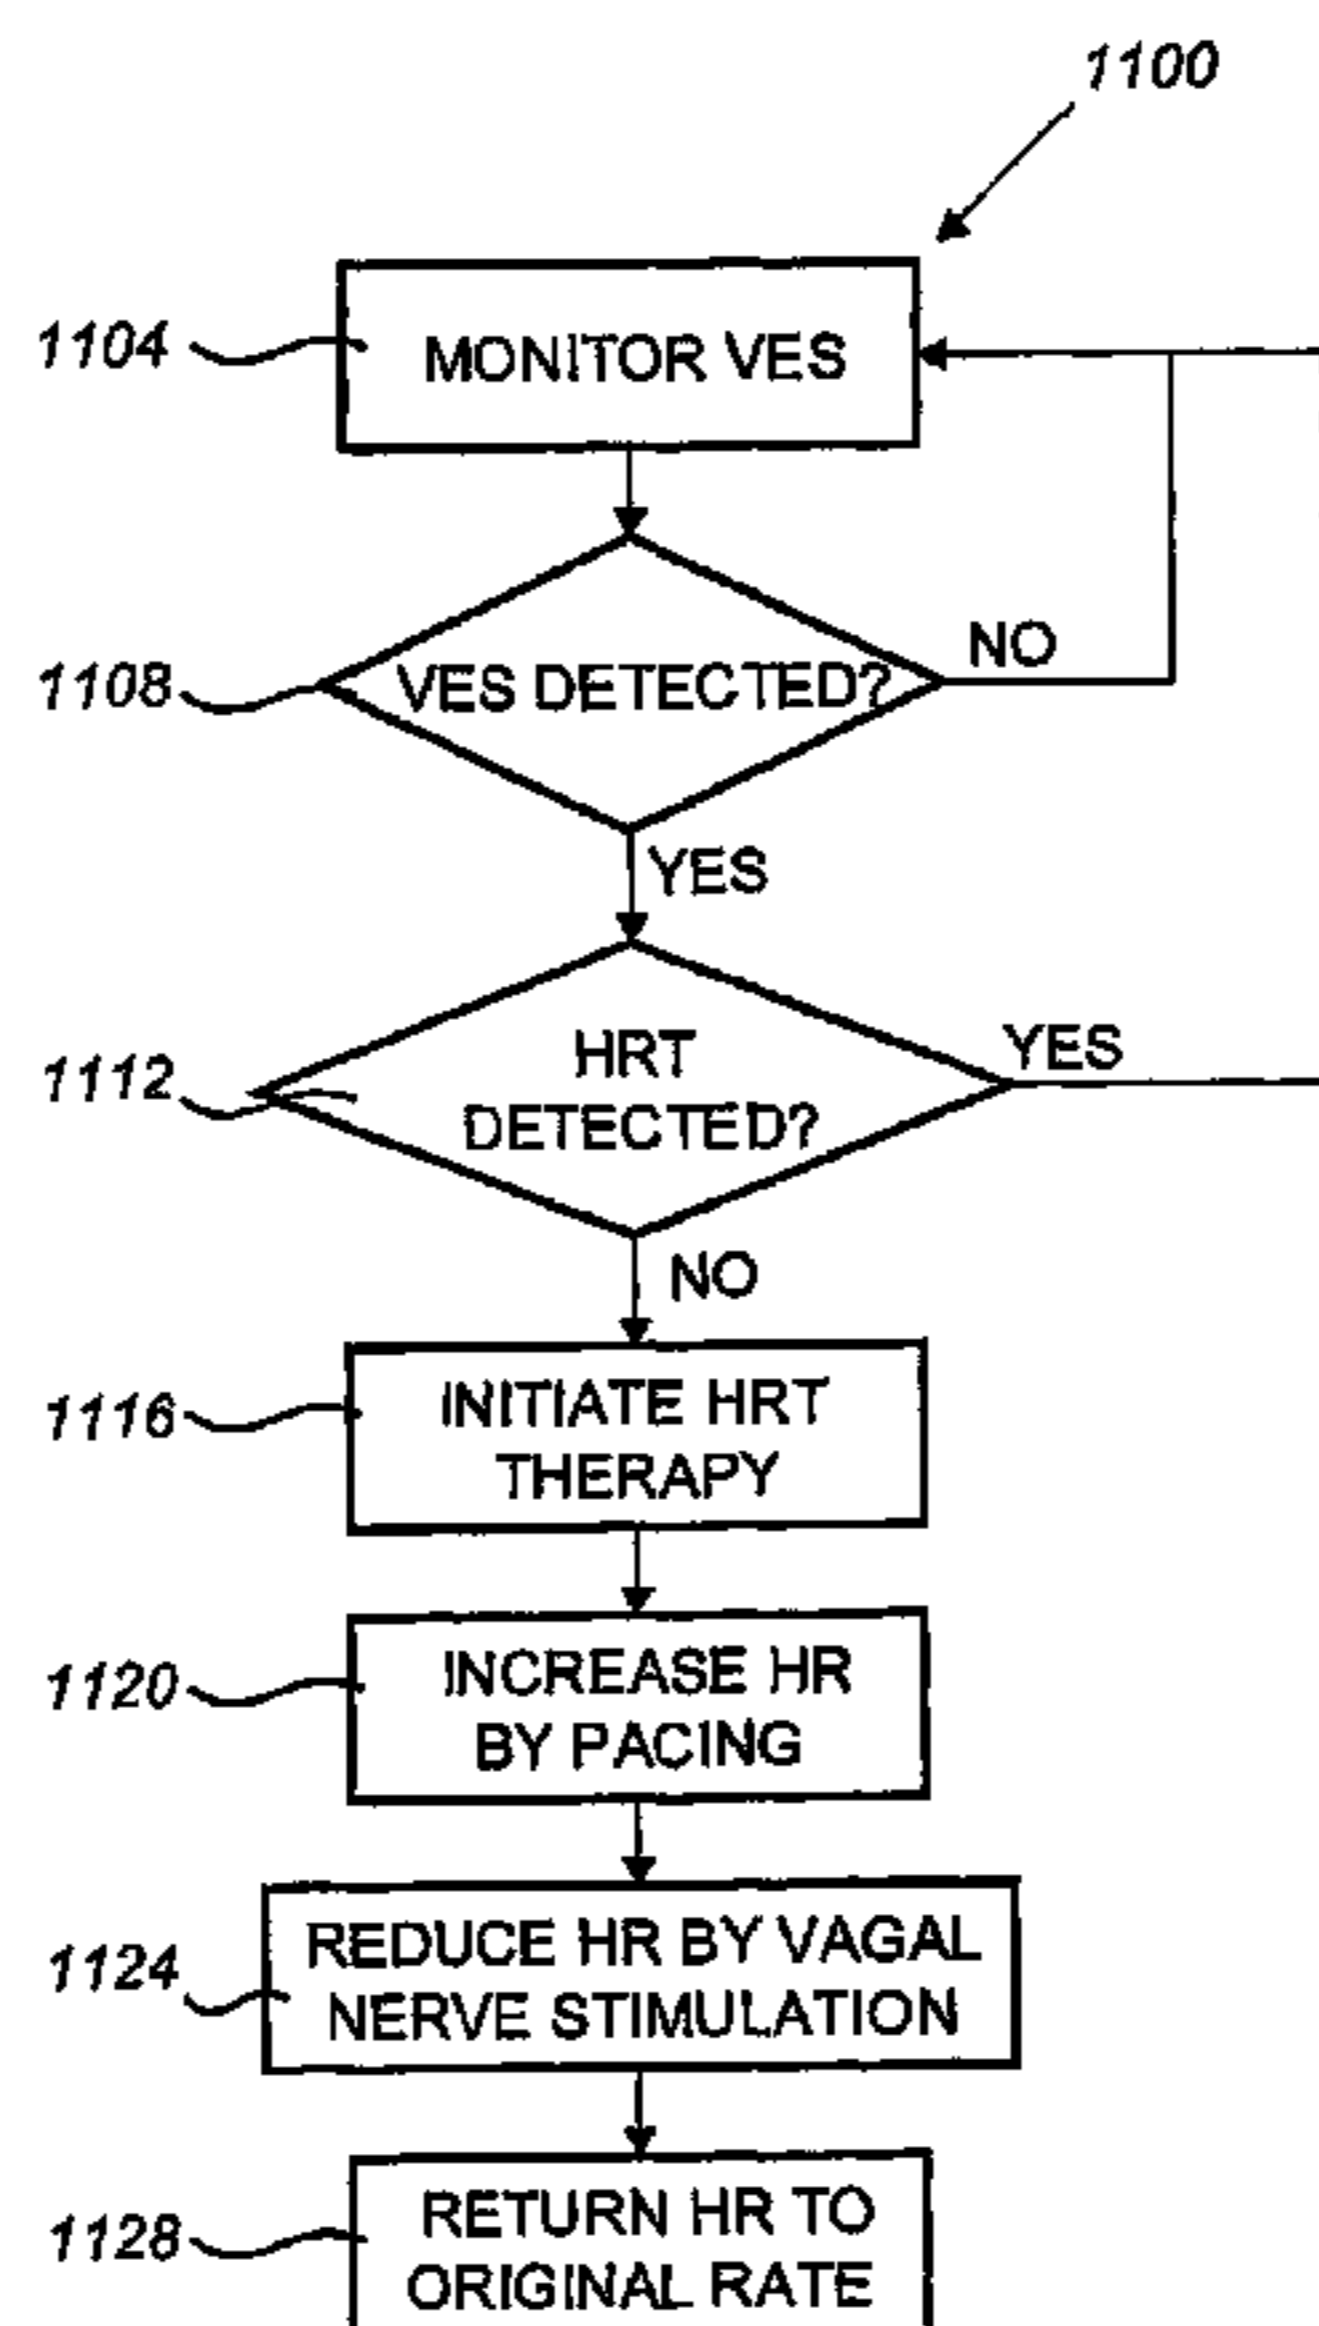 1100
1104
MONITOR VES
1108
VES DETECTED?
NO
YES
1112
HRT
DETECTED?
YES
NO
1116
INITIATE HRT
THERAPY
1120
INCREASE HR
BY PACING
1124
REDUCE HR BY VAGAL
NERVE STIMULATION
1128
RETURN HR TO
ORIGINAL RATE